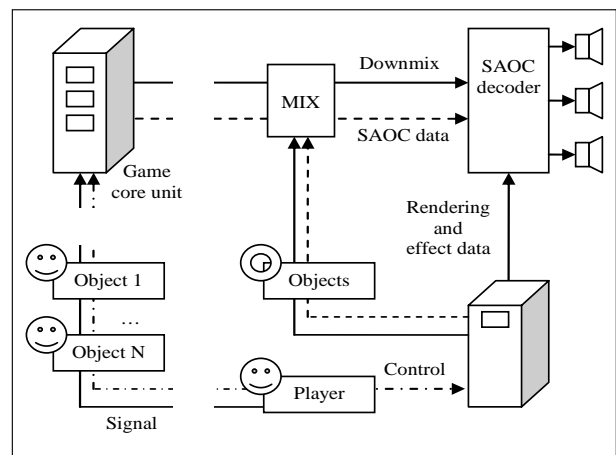 Downmix
SAOC
decoder
MIX
SAOC data
Game
core unit
Rendering
and
effect data
Object 1
Objects
...
Object N
Control
Player
Signal